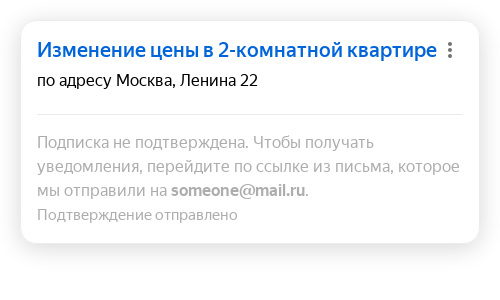 Изменение цены в 2-комнатной квартире
по адресу Москва, Ленина 22
Подписка не подтверждена. Чтобы получать
уведомления, перейдите по ссылке из письма, которое
мы отправили на someone@mail.ru.
Подтверждение отправлено